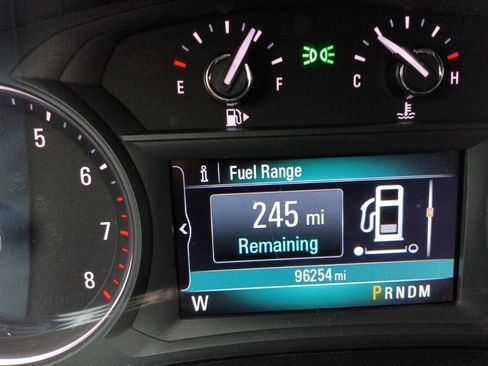 E F
C H
5
6
7
8
i Fuel Range
245 mi
Remaining
96254 mi
W PRNDM